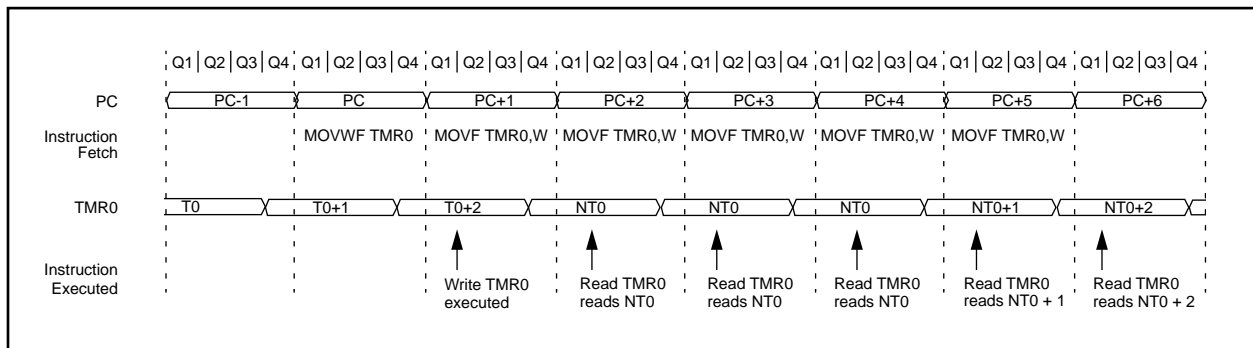 Q1 Q2 Q3 Q4 Q1 Q2 Q3 Q4 Q1 Q2 Q3 Q4 Q1 Q2 Q3 Q4 Q1 Q2 Q3 Q4 Q1 Q2 Q3 Q4 Q1 Q2 Q3 Q4 Q1 Q2 Q3 Q4
PC PC-1 PC PC+1 PC+2 PC+3 PC+4 PC+5 PC+6
Instruction MOVWF TMR0 MOVF TMR0,W MOVF TMR0,W MOVF TMR0,W MOVF TMR0,W MOVF TMR0,W
Fetch
TMR0 T0 T0+1 T0+2 NT0 NT0 NT0 NT0+1 NT0+2
Instruction
Executed
Write TMR0 Read TMR0 Read TMR0 Read TMR0 Read TMR0 Read TMR0
executed reads NT0 reads NT0 reads NT0 reads NT0 + 1 reads NT0 + 2